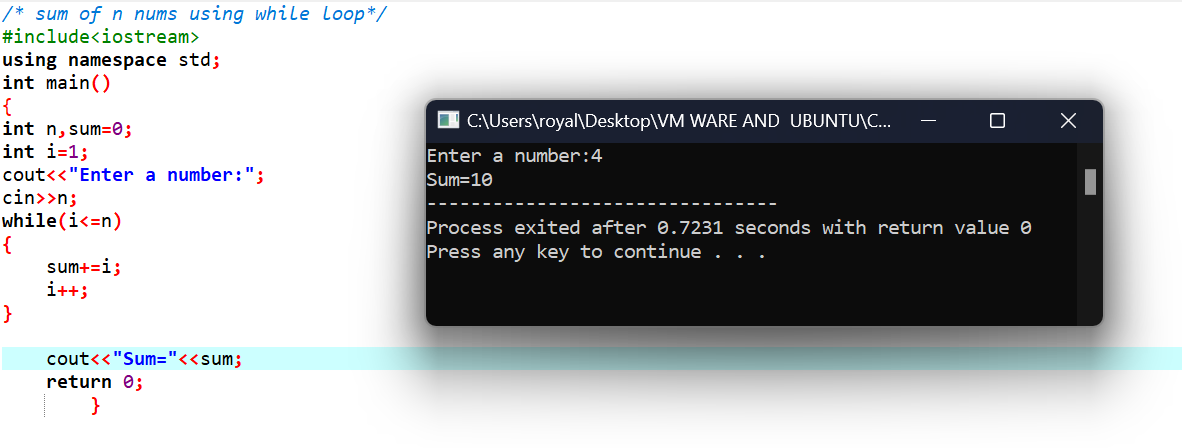 /* sum of n nums using while loop*/
#include<iostream>
using namespace std;
int main()
{
int n,sum=0;
int i=1;
cout<<"Enter a number:";
cin>>n;
while(i<=n)
{
    sum+=i;
    i++;
}
    cout<<"Sum="<<sum;
    return 0;
        }
C:\Users\royal\Desktop\VM WARE AND  UBUNTU\C...
Enter a number:4
Sum=10
--------------------------------
Process exited after 0.7231 seconds with return value 0
Press any key to continue . . .